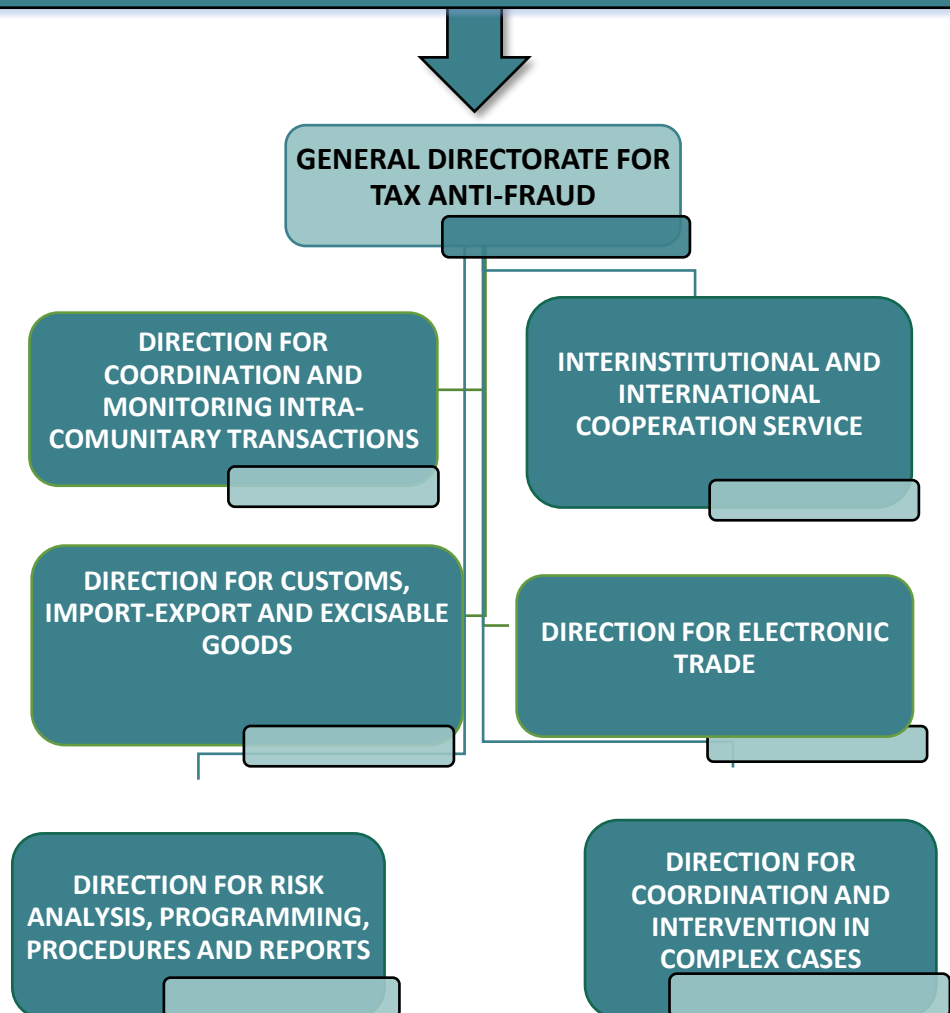 GENERAL DIRECTORATE FOR
TAX ANTI-FRAUD
DIRECTION FOR
COORDINATION AND
MONITORING INTRA-
COMUNITARY TRANSACTIONS
INTERINSTITUTIONAL AND
INTERNATIONAL
COOPERATION SERVICE
DIRECTION FOR CUSTOMS,
IMPORT-EXPORT AND EXCISABLE
GOODS
DIRECTION FOR ELECTRONIC
TRADE
DIRECTION FOR RISK
ANALYSIS, PROGRAMMING,
PROCEDURES AND REPORTS
DIRECTION FOR
COORDINATION AND
INTERVENTION IN
COMPLEX CASES